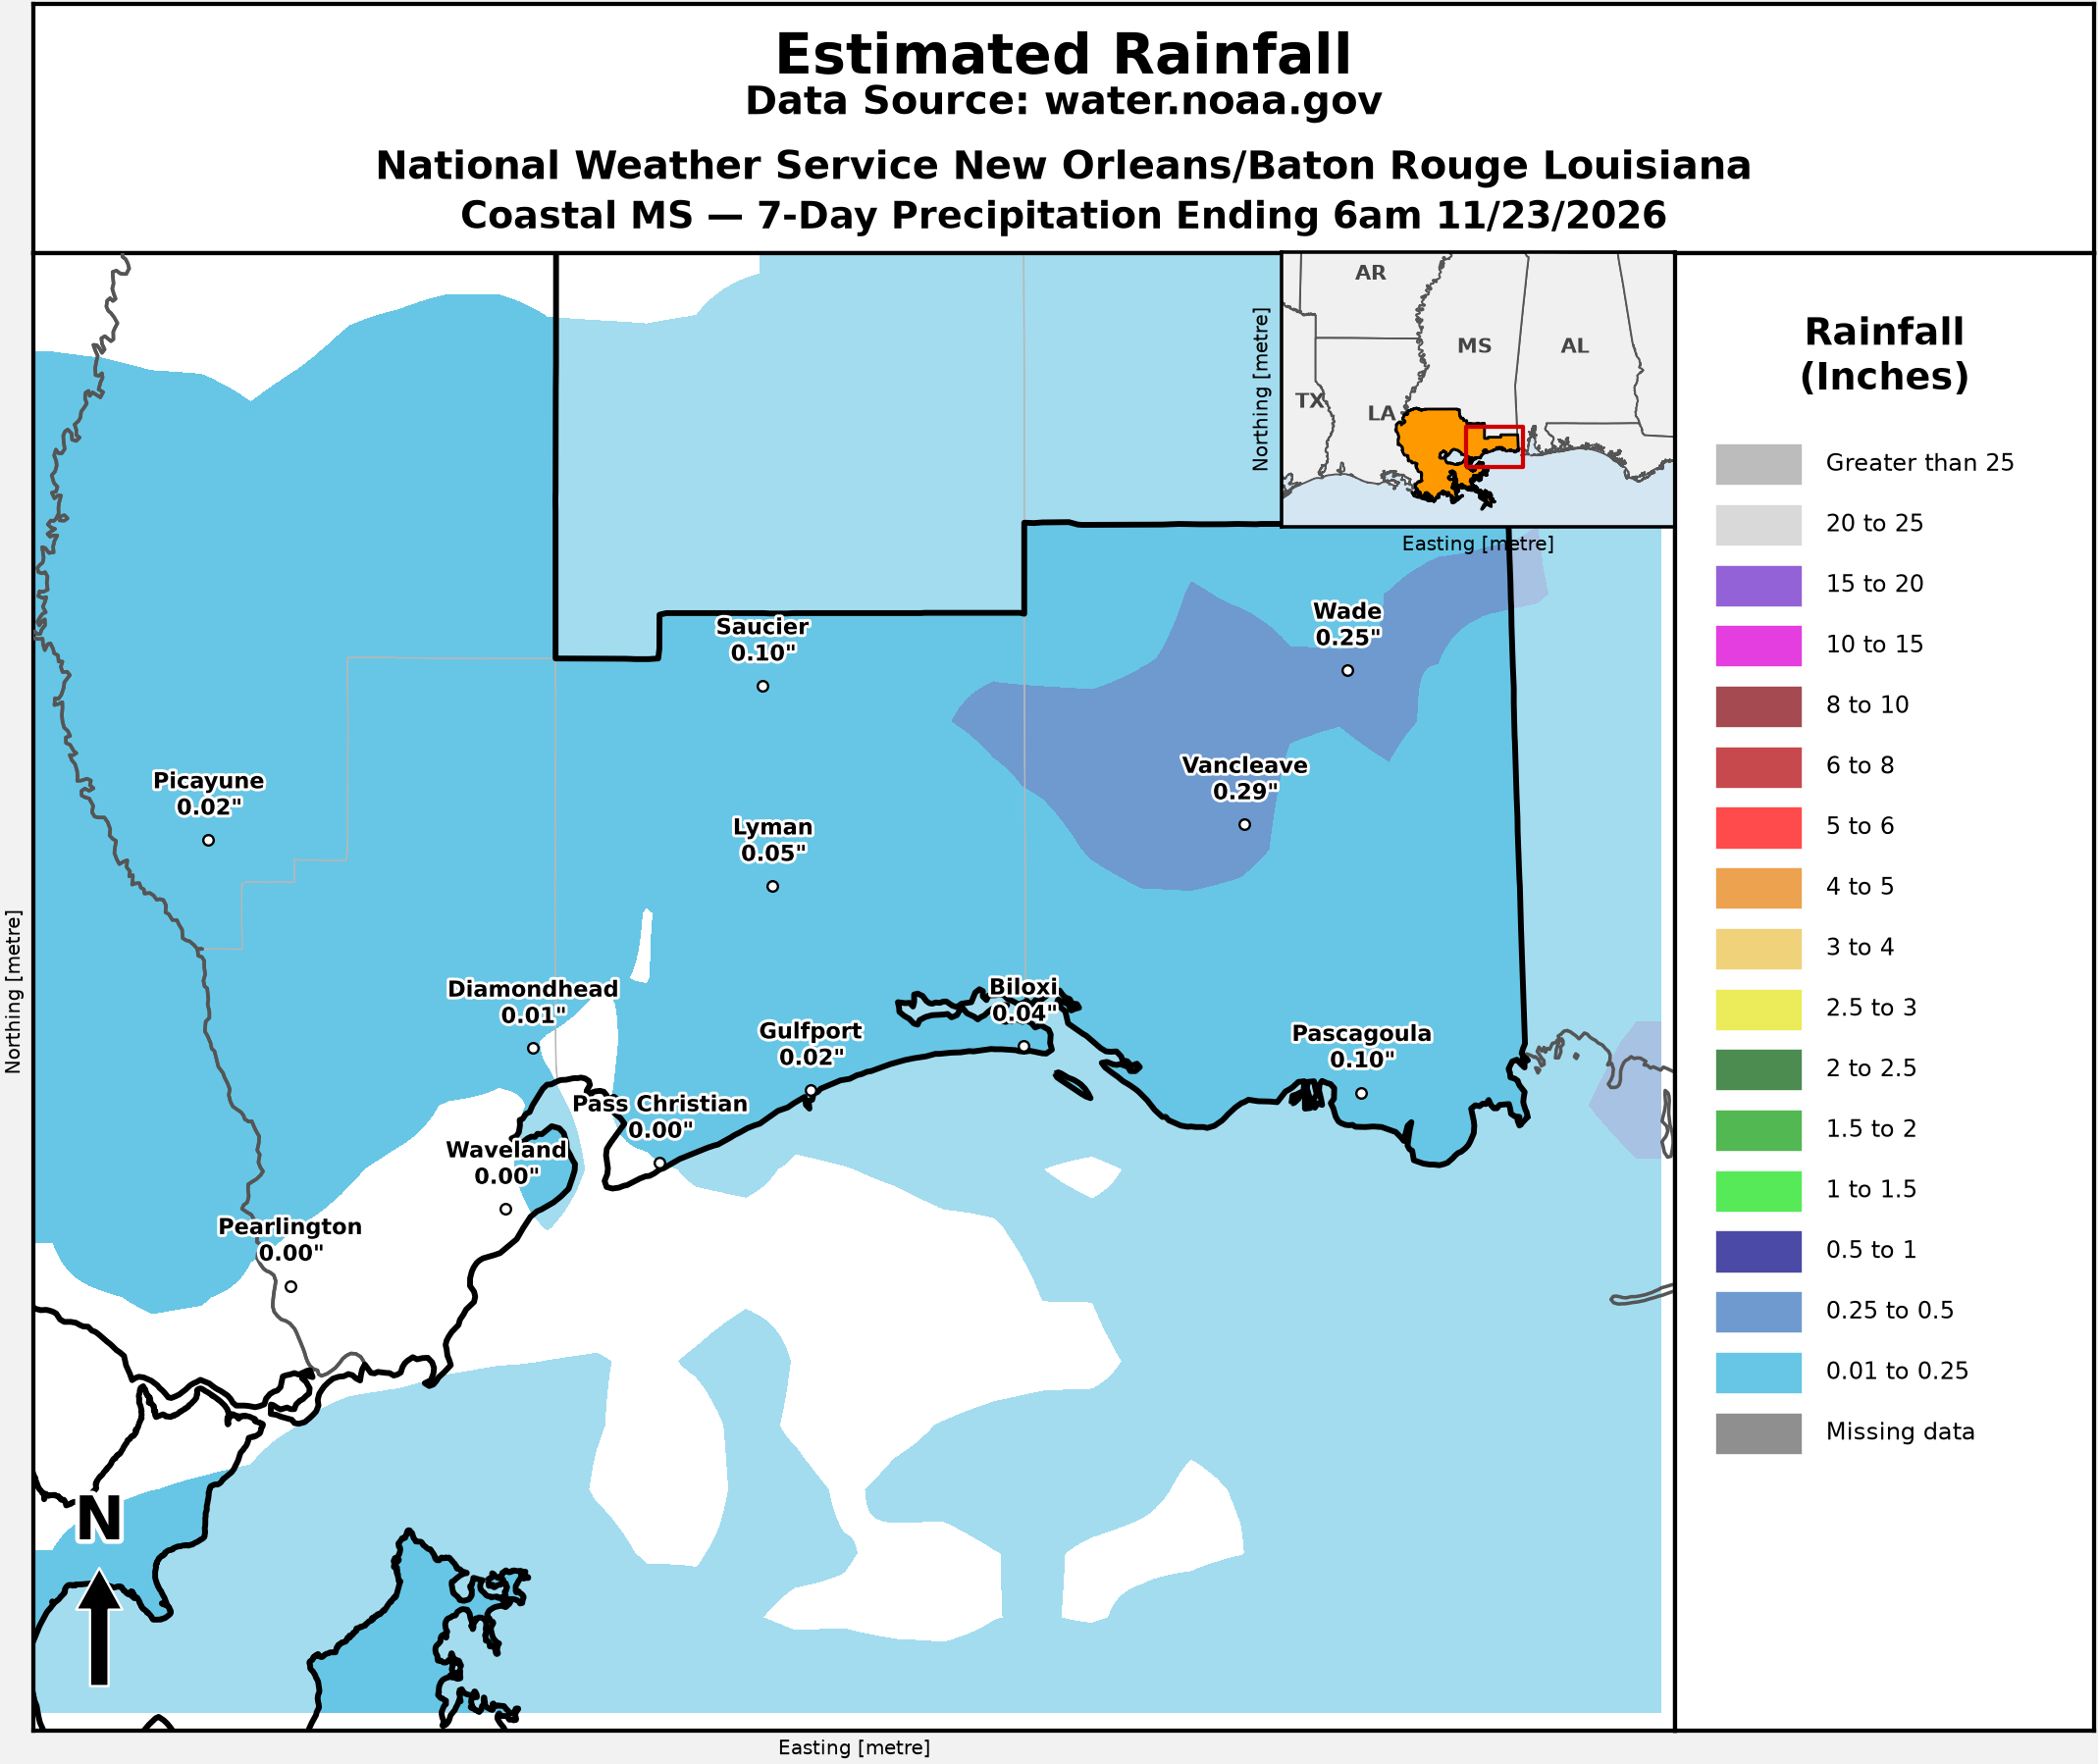 Estimated Rainfall
Data Source: water.noaa.gov
National Weather Service New Orleans/Baton Rouge Louisiana
Coastal MS — 7-Day Precipitation Ending 6am 11/23/2026
AR
MS
AL
TX
LA
Northing [metre]
Easting [metre]
Rainfall
(Inches)
Greater than 25
20 to 25
15 to 20
10 to 15
8 to 10
6 to 8
5 to 6
4 to 5
3 to 4
2.5 to 3
2 to 2.5
1.5 to 2
1 to 1.5
0.5 to 1
0.25 to 0.5
0.01 to 0.25
Missing data
Wade
0.25"
Saucier
0.10"
Picayune
0.02"
Vancleave
0.29"
Lyman
0.05"
Diamondhead
0.01"
Biloxi
0.04"
Gulfport
0.02"
Pascagoula
0.10"
Pass Christian
0.00"
Waveland
0.00"
Pearlington
0.00"
N
Northing [metre]
Easting [metre]